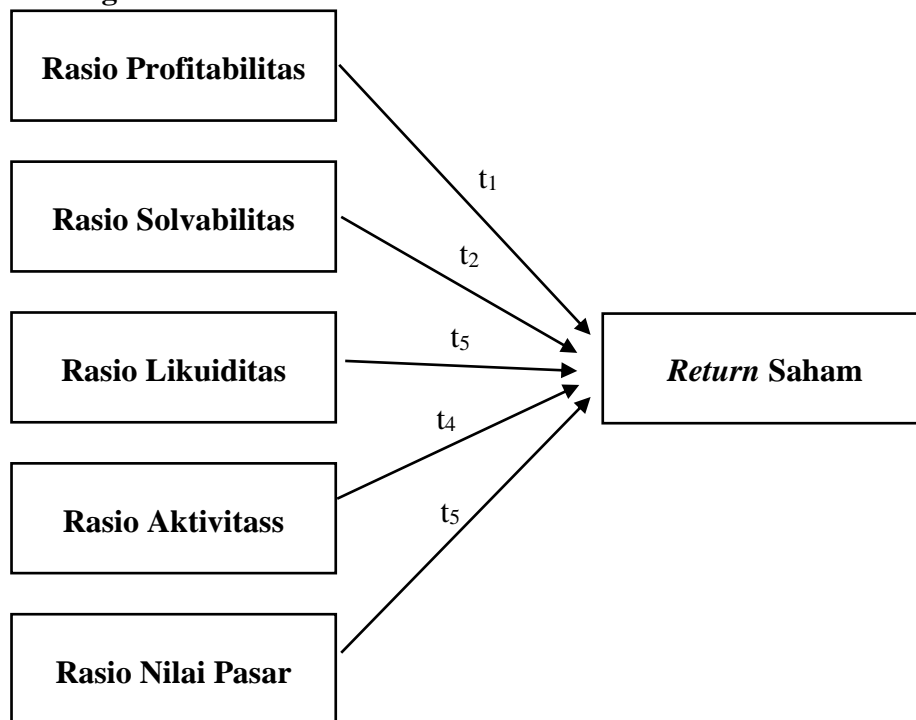 Rasio Profitabilitas
t1
Rasio Solvabilitas
t2
t5
Rasio Likuiditas
Return Saham
t4
Rasio Aktivitass
t5
Rasio Nilai Pasar